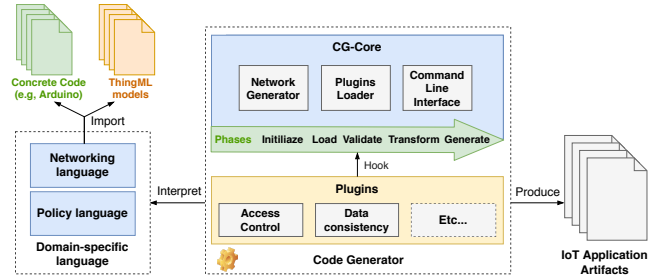 Concrete Code
(e.g, Arduino)
ThingML
models
Import
Networking
language
Policy language
Domain-specific
language
Interpret
CG-Core
Network
Generator
Plugins
Loader
Command
Line
Interface
Phases Initiliaze Load Validate Transform Generate
Hook
Plugins
Access
Control
Data
consistency
Etc...
Code Generator
Produce
IoT Application
Artifacts